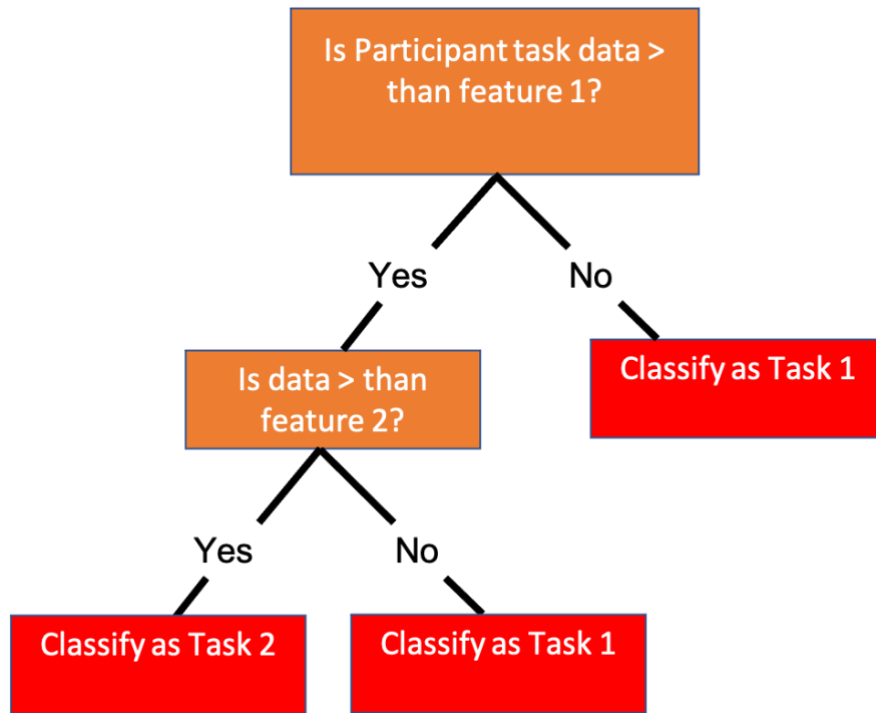 Is Participant task data >
than feature 1?
Yes
No
Is data > than
feature 2?
Classify as Task 1
Yes
No
Classify as Task 2
Classify as Task 1